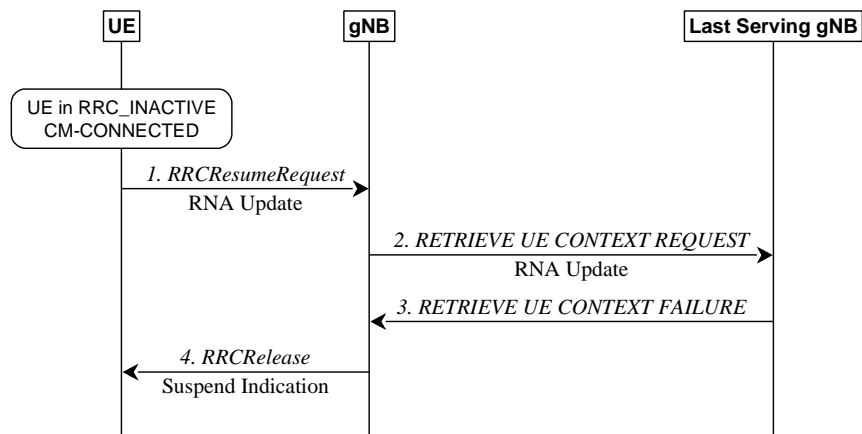 UE
gNB
Last Serving gNB
UE in RRC_INACTIVE
CM-CONNECTED
1. RRCResumeRequest
RNA Update
2. RETRIEVE UE CONTEXT REQUEST
RNA Update
3. RETRIEVE UE CONTEXT FAILURE
4. RRCRelease
Suspend Indication